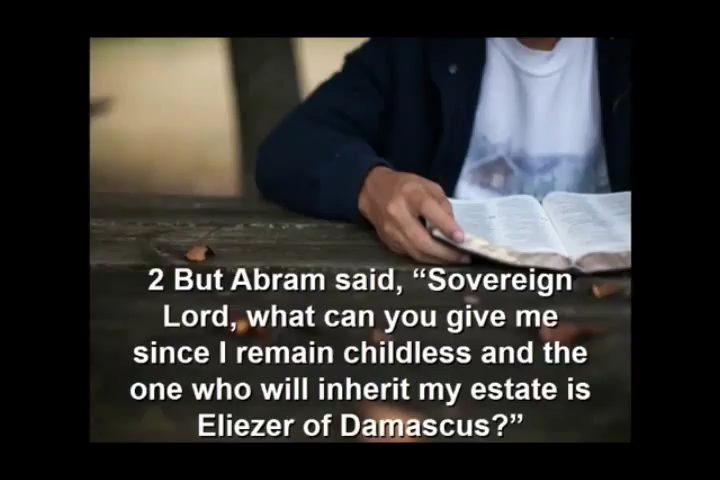 2 But Abram said, “Sovereign
Lord, what can you give me
since I remain childless and the
one who will inherit my estate is
Eliezer of Damascus?”